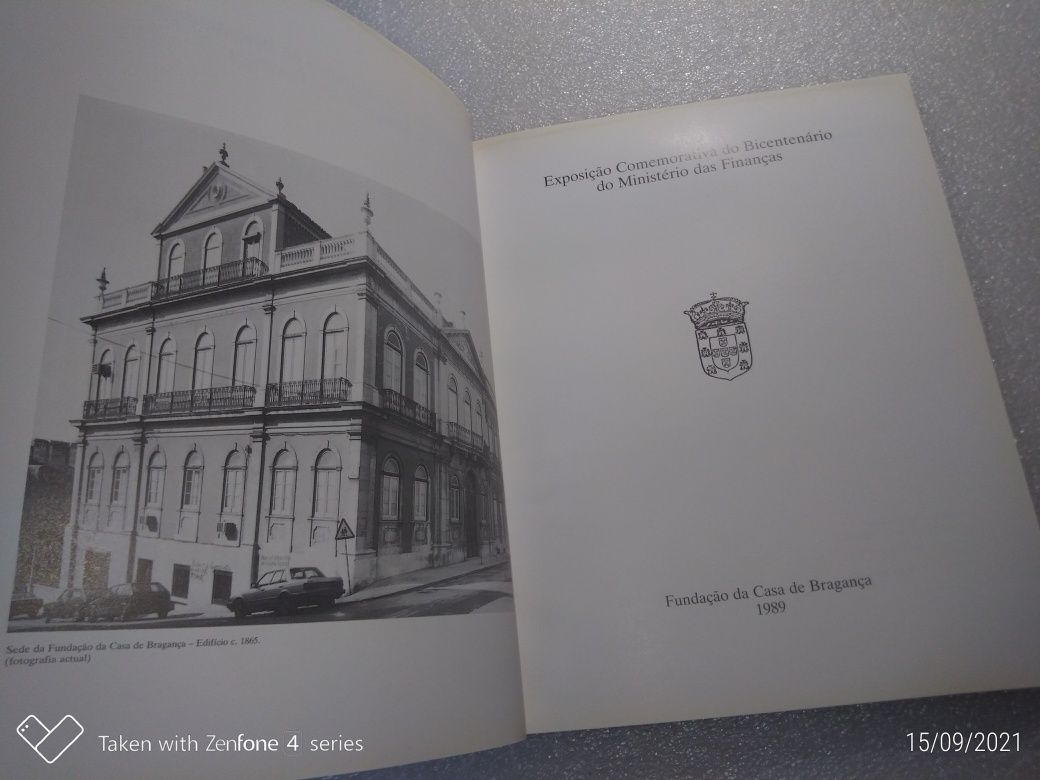 Exposição Comemorativa do Bicentenário
do Ministério das Finanças
Fundação da Casa de Bragança
1989
Sede da Fundação da Casa de Bragança – Edifício c. 1865.
(fotografia actual)
Taken with Zenfone 4 series
15/09/2021